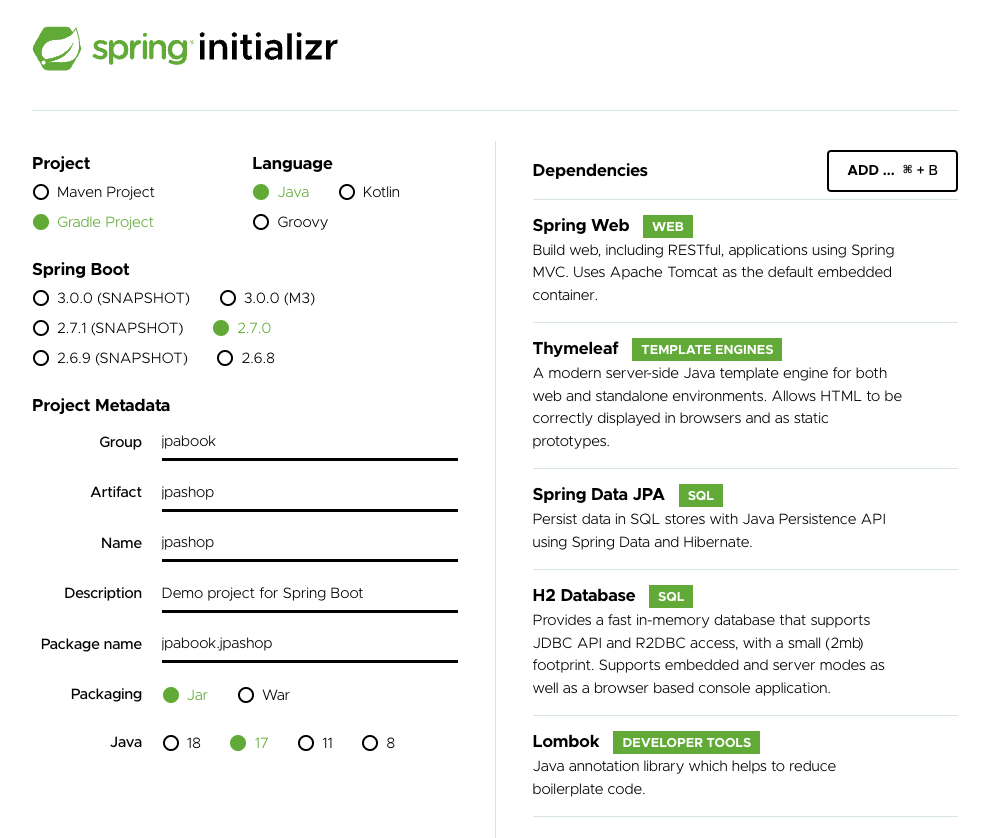 spring initializr
Project
Maven Project
Gradle Project
Language
Java Kotlin
Groovy
Spring Boot
3.0.0 (SNAPSHOT) 3.0.0 (M3)
2.7.1 (SNAPSHOT) 2.7.0
2.6.9 (SNAPSHOT) 2.6.8
Project Metadata
Group jpabook
Artifact jpashop
Name jpashop
Description Demo project for Spring Boot
Package name jpabook.jpashop
Packaging Jar War
Java 18 17 11 8
Dependencies ADD ... ⌘ + B
Spring Web WEB
Build web, including RESTful, applications using Spring
MVC. Uses Apache Tomcat as the default embedded
container.
Thymeleaf TEMPLATE ENGINES
A modern server-side Java template engine for both
web and standalone environments. Allows HTML to be
correctly displayed in browsers and as static
prototypes.
Spring Data JPA SQL
Persist data in SQL stores with Java Persistence API
using Spring Data and Hibernate.
H2 Database SQL
Provides a fast in-memory database that supports
JDBC API and R2DBC access, with a small (2mb)
footprint. Supports embedded and server modes as
well as a browser based console application.
Lombok DEVELOPER TOOLS
Java annotation library which helps to reduce
boilerplate code.